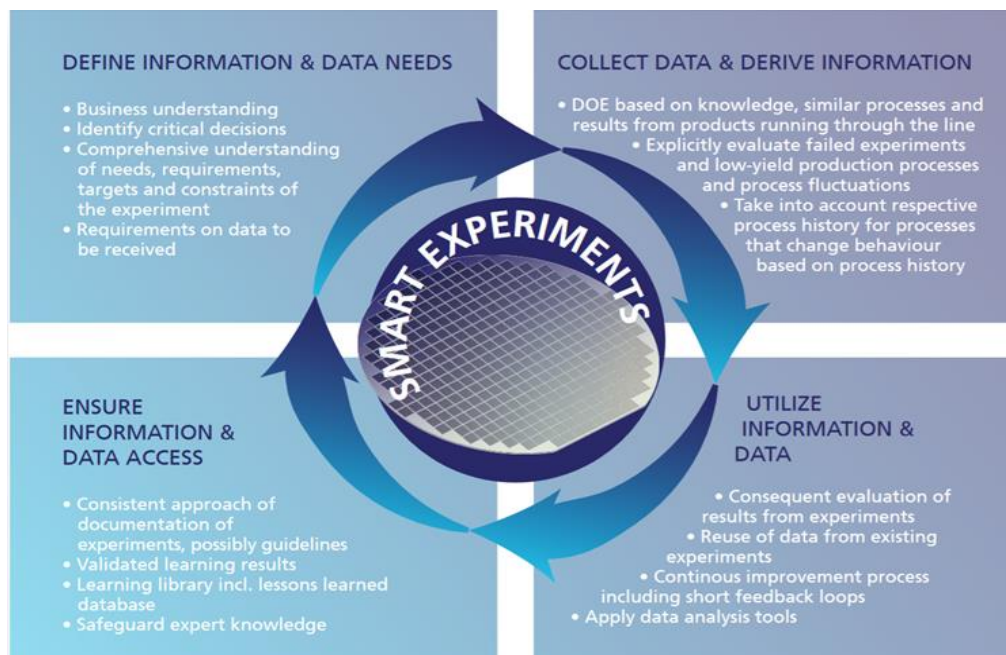 DEFINE INFORMATION & DATA NEEDS
• Business understanding
• Identify critical decisions
• Comprehensive understanding
of needs, requirements,
targets and constraints of
the experiment
• Requirements on data to
be received
COLLECT DATA & DERIVE INFORMATION
• DOE based on knowledge, similar processes and
results from products running through the line
• Explicitly evaluate failed experiments
and low-yield production processes
and process fluctuations
• Take into account respective
process history for processes
that change behaviour
based on process history
SMART EXPERIMENTS
ENSURE
INFORMATION &
DATA ACCESS
• Consistent approach of
documentation of
experiments, possibly guidelines
• Validated learning results
• Learning library incl. lessons learned
database
• Safeguard expert knowledge
UTILIZE
INFORMATION &
DATA
• Consequent evaluation of
results from experiments
• Reuse of data from existing
experiments
• Continous improvement process
including short feedback loops
• Apply data analysis tools